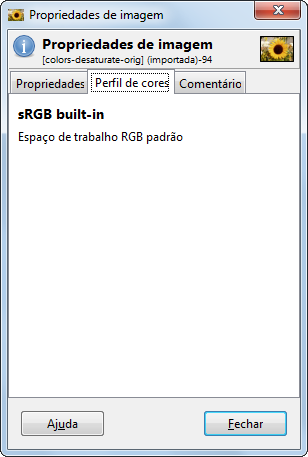 Propriedades de imagem
Propriedades de imagem
[colors-desaturate-orig] (importada)-94
Propriedades
Perfil de cores
Comentário
sRGB built-in
Espaço de trabalho RGB padrão
Ajuda
Fechar